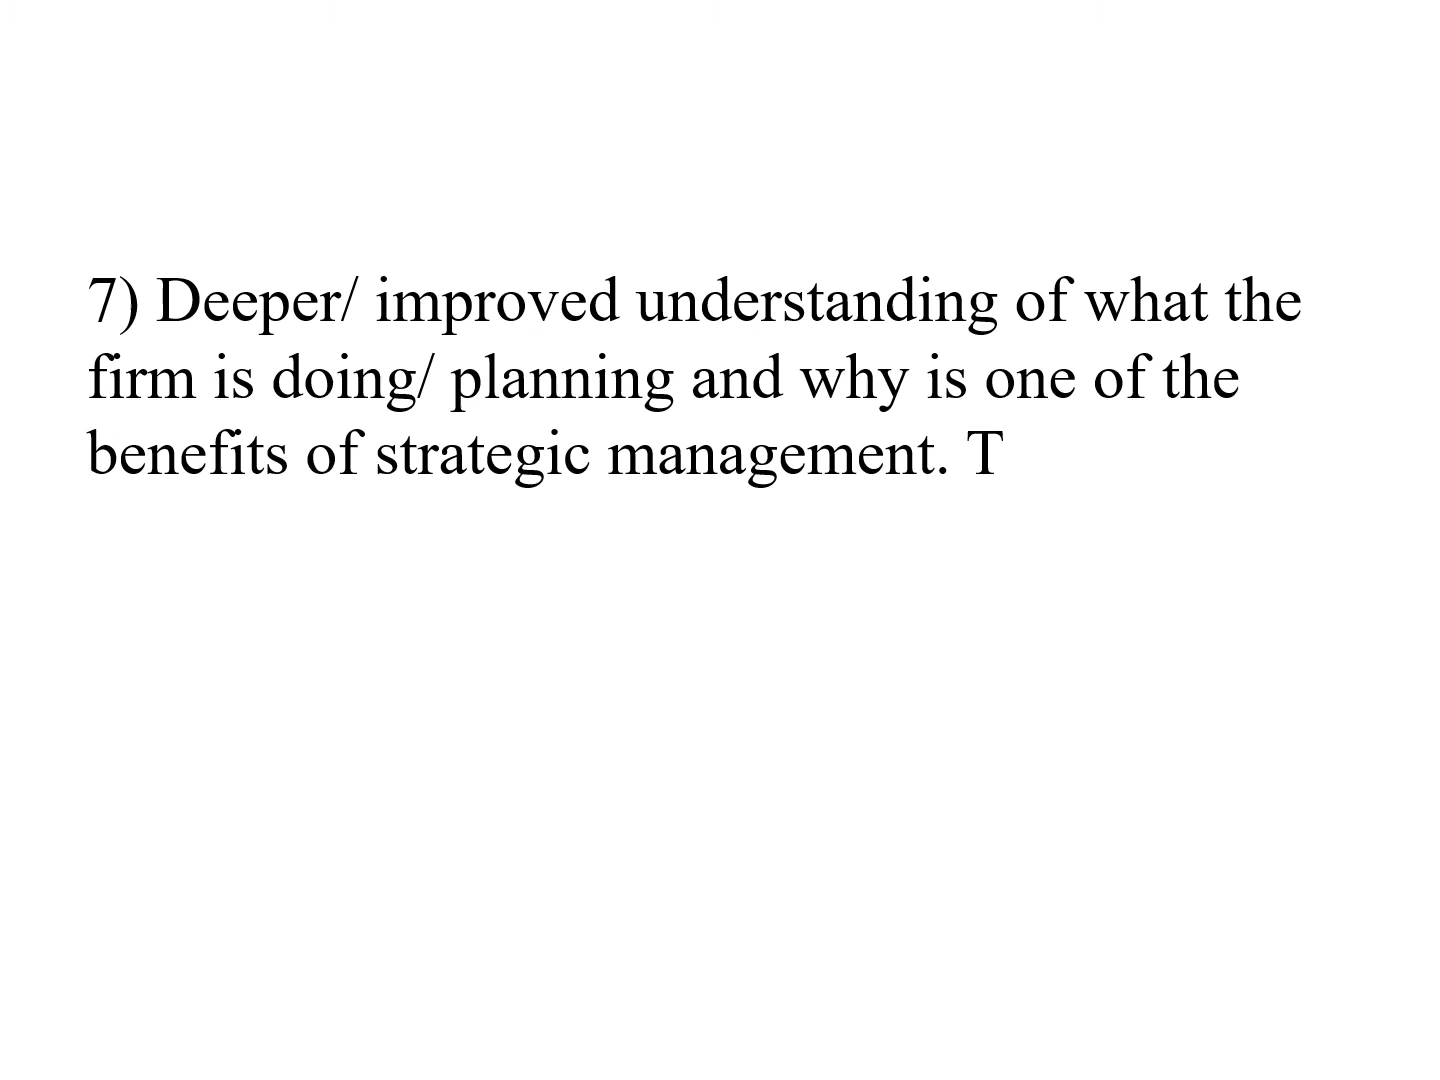 7) Deeper/ improved understanding of what the
firm is doing/ planning and why is one of the
benefits of strategic management. T